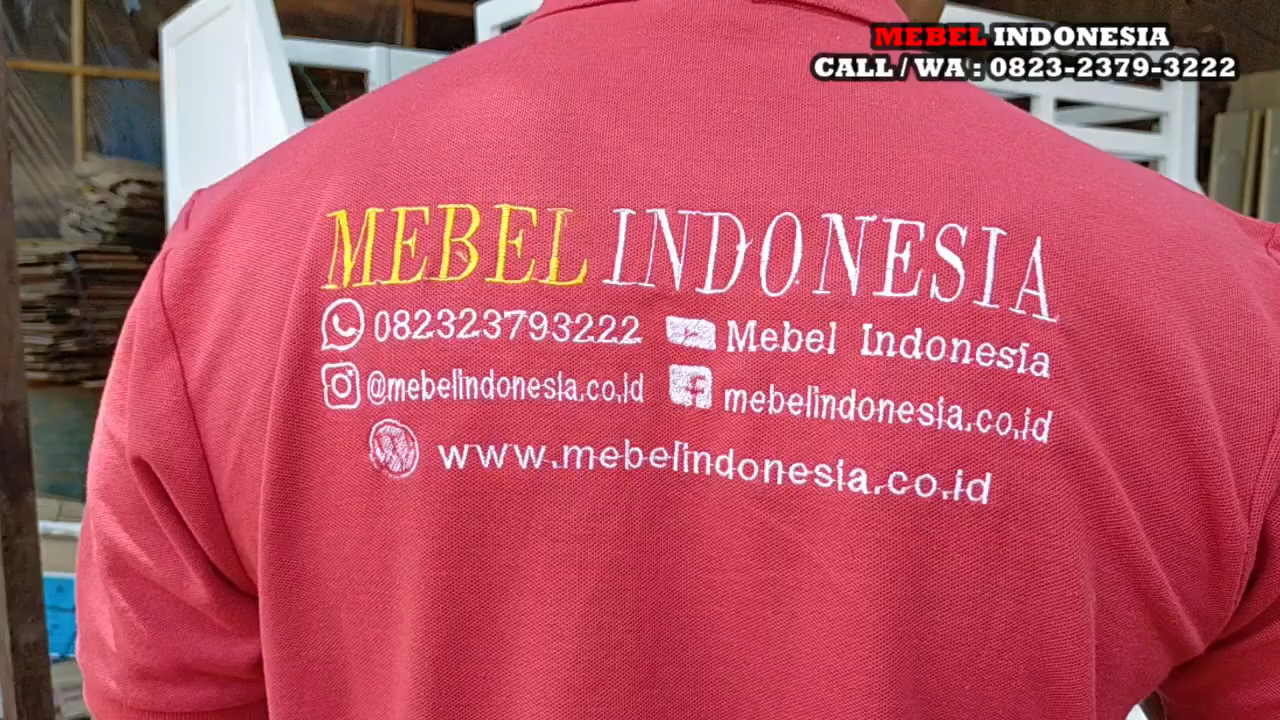 MEBEL INDONESIA
CALL / WA : 0823-2379-3222
MEBEL INDONESIA
082323793222 Mebel Indonesia
@mebelindonesia.co.id mebelindonesia.co.id
www.mebelindonesia.co.id